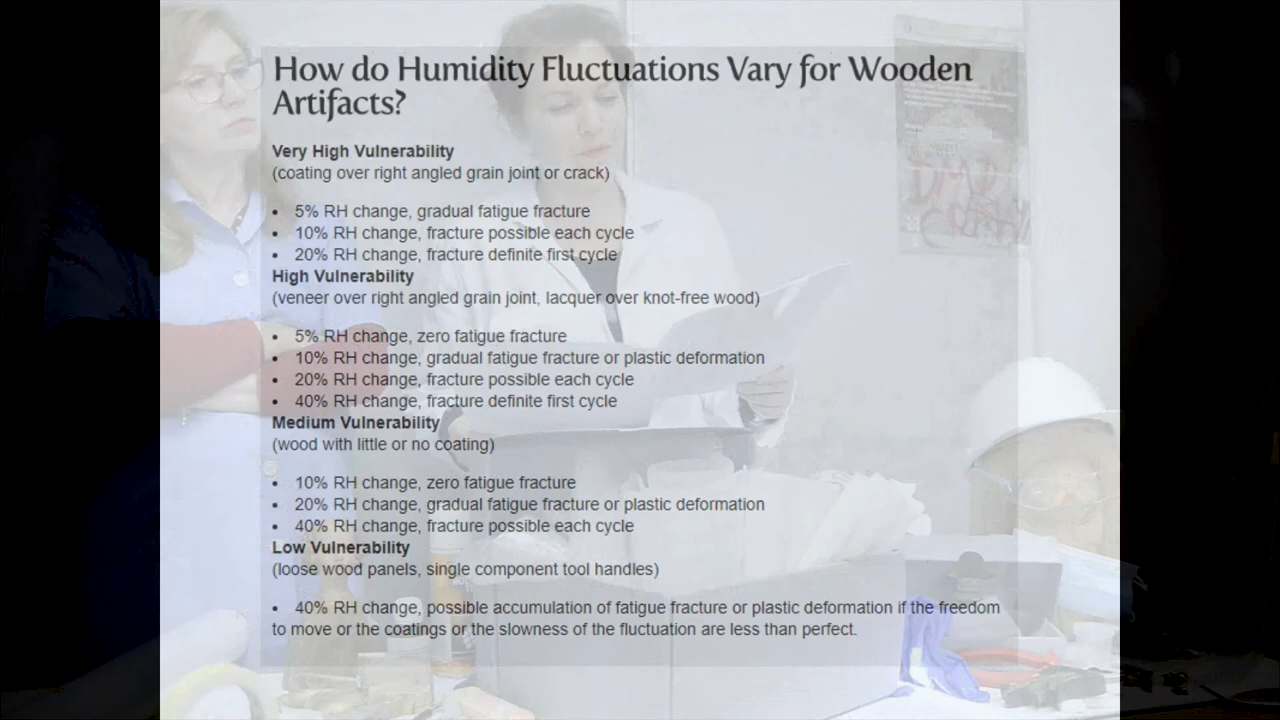 How do Humidity Fluctuations Vary for Wooden
Artifacts?
Very High Vulnerability
(coating over right angled grain joint or crack)
• 5% RH change, gradual fatigue fracture
• 10% RH change, fracture possible each cycle
• 20% RH change, fracture definite first cycle
High Vulnerability
(veneer over right angled grain joint, lacquer over knot-free wood)
• 5% RH change, zero fatigue fracture
• 10% RH change, gradual fatigue fracture or plastic deformation
• 20% RH change, fracture possible each cycle
• 40% RH change, fracture definite first cycle
Medium Vulnerability
(wood with little or no coating)
• 10% RH change, zero fatigue fracture
• 20% RH change, gradual fatigue fracture or plastic deformation
• 40% RH change, fracture possible each cycle
Low Vulnerability
(loose wood panels, single component tool handles)
• 40% RH change, possible accumulation of fatigue fracture or plastic deformation if the freedom
to move or the coatings or the slowness of the fluctuation are less than perfect.